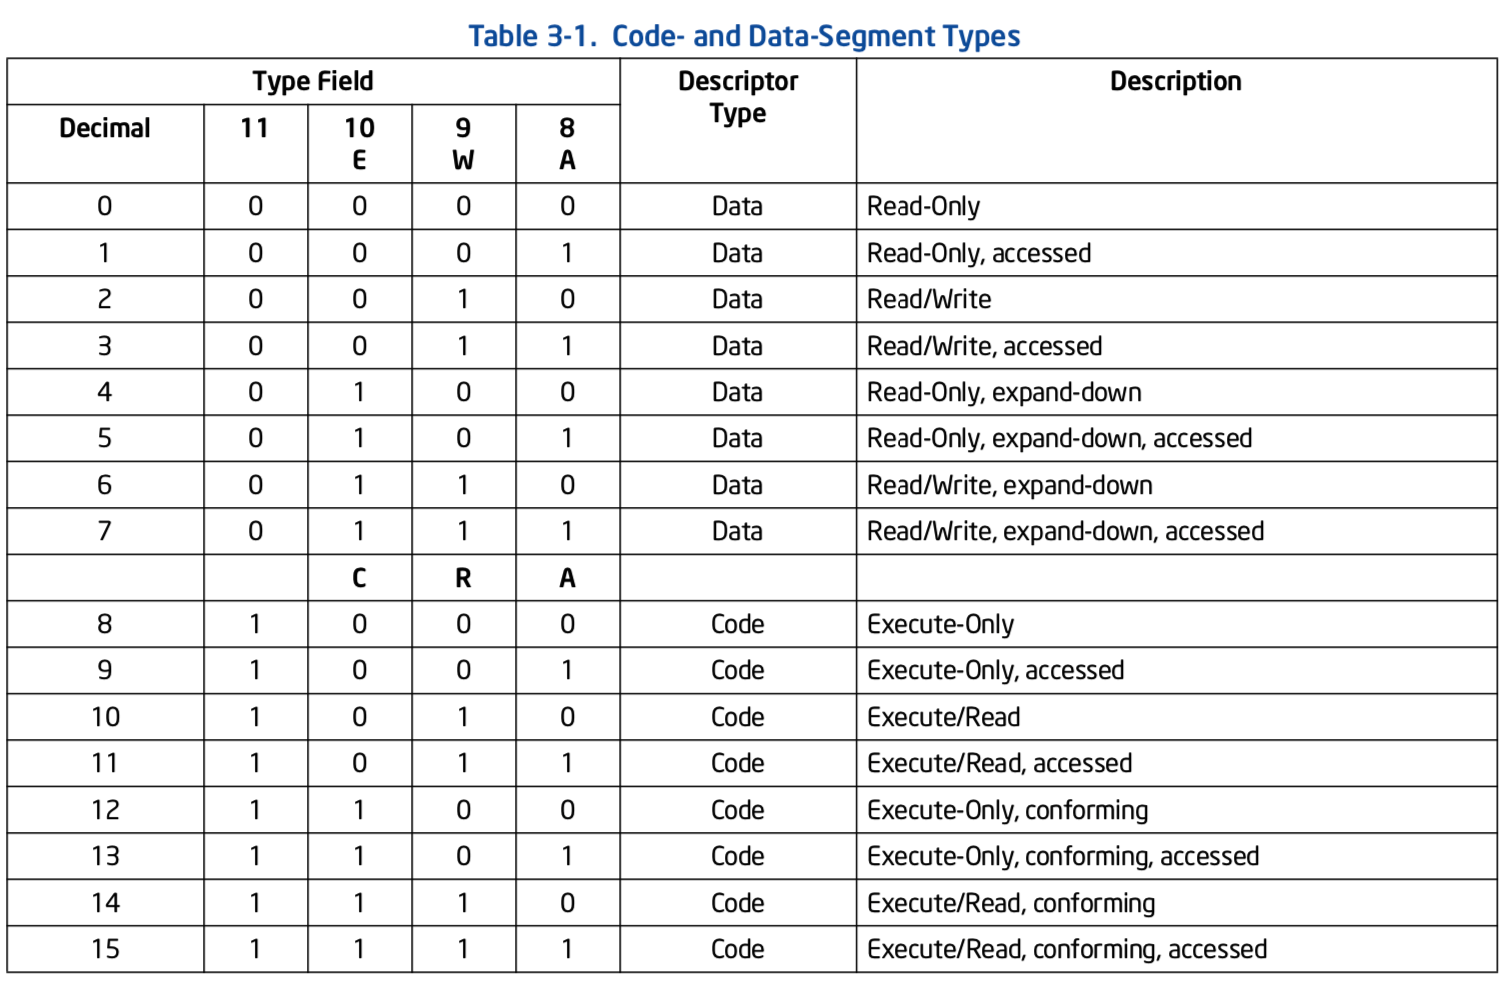 Table 3-1. Code- and Data-Segment Types
Type Field Descriptor Type Description
Decimal 11 10 E 9 W 8 A
0 0 0 0 0 Data Read-Only
1 0 0 0 1 Data Read-Only, accessed
2 0 0 1 0 Data Read/Write
3 0 0 1 1 Data Read/Write, accessed
4 0 1 0 0 Data Read-Only, expand-down
5 0 1 0 1 Data Read-Only, expand-down, accessed
6 0 1 1 0 Data Read/Write, expand-down
7 0 1 1 1 Data Read/Write, expand-down, accessed
C R A
8 1 0 0 0 Code Execute-Only
9 1 0 0 1 Code Execute-Only, accessed
10 1 0 1 0 Code Execute/Read
11 1 0 1 1 Code Execute/Read, accessed
12 1 1 0 0 Code Execute-Only, conforming
13 1 1 0 1 Code Execute-Only, conforming, accessed
14 1 1 1 0 Code Execute/Read, conforming
15 1 1 1 1 Code Execute/Read, conforming, accessed